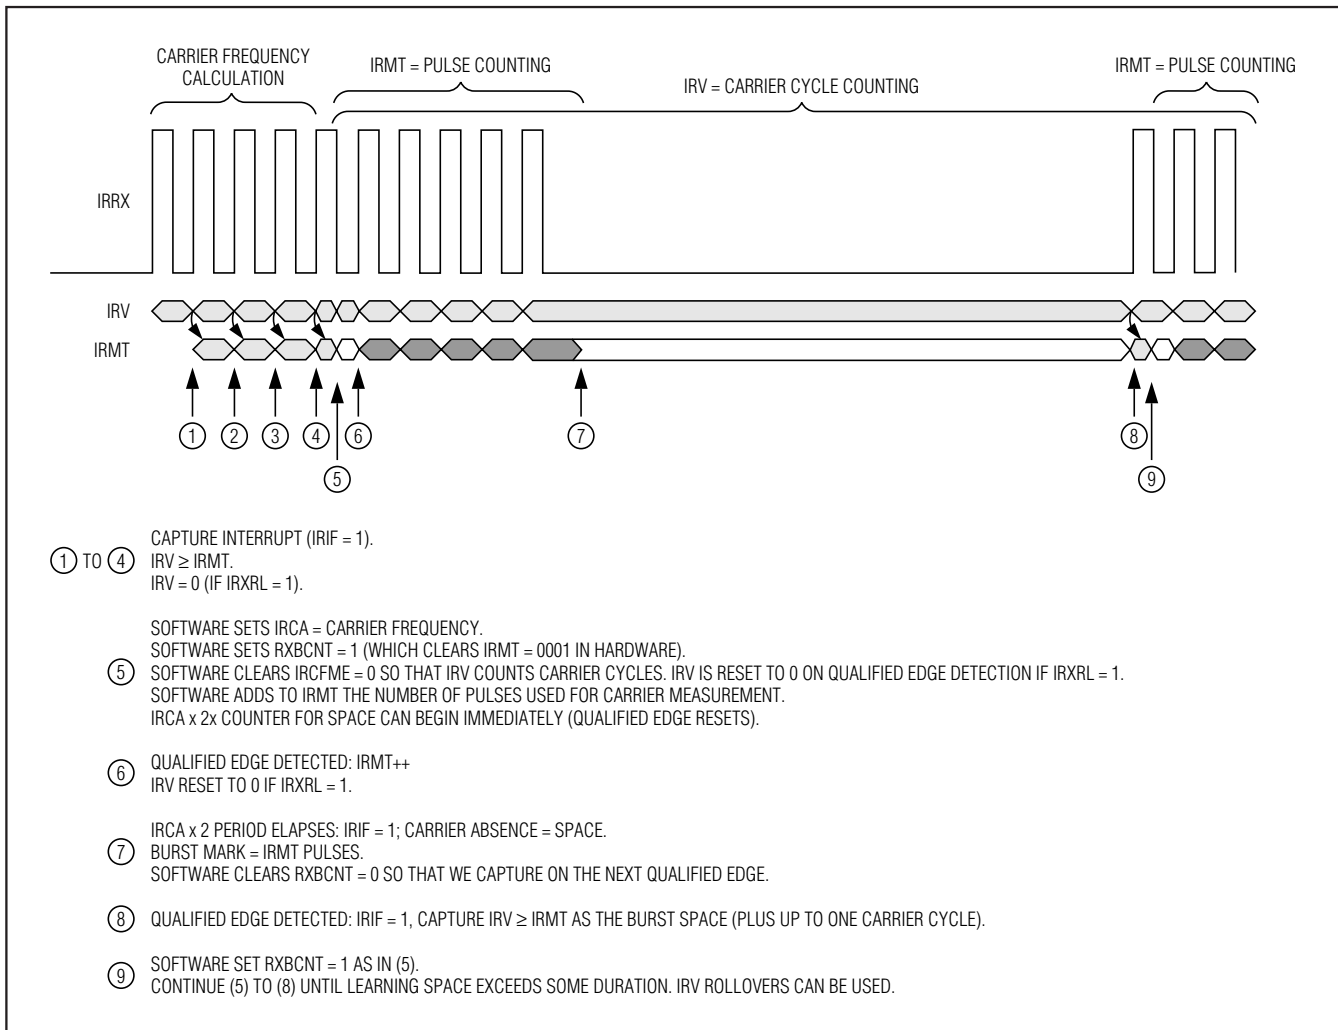 CARRIER FREQUENCY
CALCULATION
IRMT = PULSE COUNTING
IRV = CARRIER CYCLE COUNTING
IRMT = PULSE COUNTING
IRRX
IRV
IRMT
1
2
3
4
6
7
8
5
9
1 TO 4
CAPTURE INTERRUPT (IRIF = 1).
IRV ≥ IRMT.
IRV = 0 (IF IRXRL = 1).
5
SOFTWARE SETS IRCA = CARRIER FREQUENCY.
SOFTWARE SETS RXBCNT = 1 (WHICH CLEARS IRMT = 0001 IN HARDWARE).
SOFTWARE CLEARS IRCFME = 0 SO THAT IRV COUNTS CARRIER CYCLES. IRV IS RESET TO 0 ON QUALIFIED EDGE DETECTION IF IRXRL = 1.
SOFTWARE ADDS TO IRMT THE NUMBER OF PULSES USED FOR CARRIER MEASUREMENT.
IRCA x 2x COUNTER FOR SPACE CAN BEGIN IMMEDIATELY (QUALIFIED EDGE RESETS).
6
QUALIFIED EDGE DETECTED: IRMT++
IRV RESET TO 0 IF IRXRL = 1.
7
IRCA x 2 PERIOD ELAPSES: IRIF = 1; CARRIER ABSENCE = SPACE.
BURST MARK = IRMT PULSES.
SOFTWARE CLEARS RXBCNT = 0 SO THAT WE CAPTURE ON THE NEXT QUALIFIED EDGE.
8
QUALIFIED EDGE DETECTED: IRIF = 1, CAPTURE IRV ≥ IRMT AS THE BURST SPACE (PLUS UP TO ONE CARRIER CYCLE).
9
SOFTWARE SET RXBCNT = 1 AS IN (5).
CONTINUE (5) TO (8) UNTIL LEARNING SPACE EXCEEDS SOME DURATION. IRV ROLLOVERS CAN BE USED.